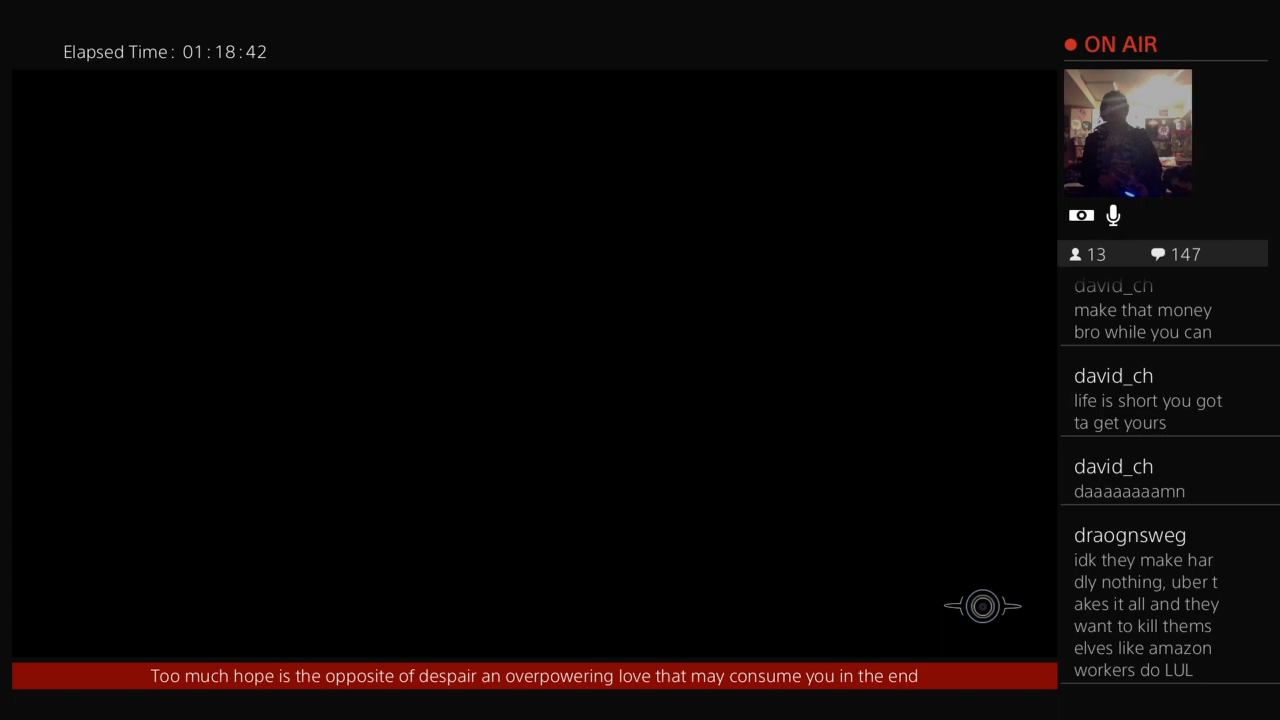 Elapsed Time: 01:18:42
ON AIR
13 147
david_ch
make that money
bro while you can
david_ch
life is short you got
ta get yours
david_ch
daaaaaaaamn
draognsweg
idk they make har
dly nothing, uber t
akes it all and they
want to kill thems
elves like amazon
workers do LUL
Too much hope is the opposite of despair an overpowering love that may consume you in the end